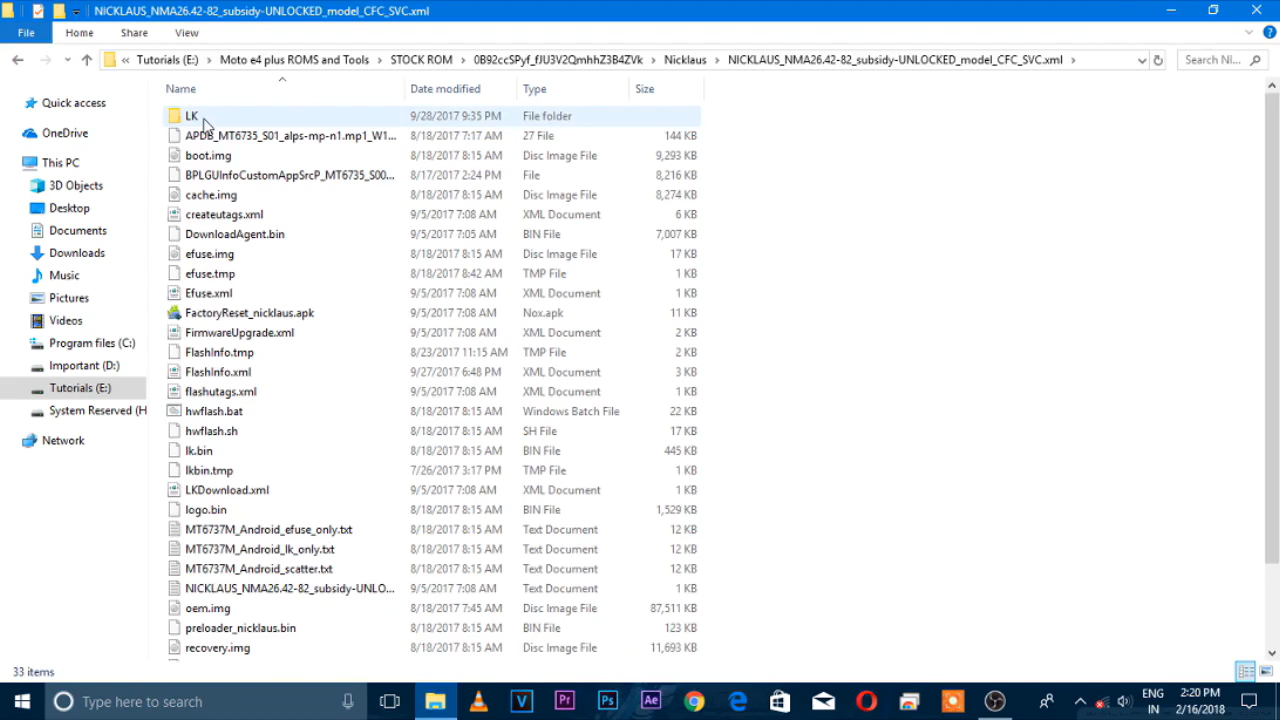 NICKLAUS_NMA26.42-82_subsidy-UNLOCKED_model_CFC_SVC.xml
File Home Share View
Tutorials (E:) Moto e4 plus ROMS and Tools STOCK ROM 0B92ccSPyf_fJU3V2QmhhZ3B4ZVk Nicklaus NICKLAUS_NMA26.42-82_subsidy-UNLOCKED_model_CFC_SVC.xml
Search NI...
Name Date modified Type Size
Quick access
OneDrive
This PC
3D Objects
Desktop
Documents
Downloads
Music
Pictures
Videos
Program files (C:)
Important (D:)
Tutorials (E:)
System Reserved (H
Network
LK 9/28/2017 9:35 PM File folder
APDB_MT6735_S01_alps-mp-n1.mp1_W1... 8/18/2017 7:17 AM 27 File 144 KB
boot.img 8/18/2017 8:15 AM Disc Image File 9,293 KB
BPLGUInfoCustomAppSrcP_MT6735_S00... 8/17/2017 2:24 PM File 8,216 KB
cache.img 8/18/2017 8:15 AM Disc Image File 8,274 KB
createutags.xml 9/5/2017 7:08 AM XML Document 6 KB
DownloadAgent.bin 9/5/2017 7:05 AM BIN File 7,007 KB
efuse.img 8/18/2017 8:15 AM Disc Image File 17 KB
efuse.tmp 8/18/2017 8:42 AM TMP File 1 KB
Efuse.xml 9/5/2017 7:08 AM XML Document 1 KB
FactoryReset_nicklaus.apk 9/5/2017 7:08 AM Nox.apk 11 KB
FirmwareUpgrade.xml 9/5/2017 7:08 AM XML Document 2 KB
FlashInfo.tmp 8/23/2017 11:15 AM TMP File 2 KB
FlashInfo.xml 9/27/2017 6:48 PM XML Document 3 KB
flashutags.xml 9/5/2017 7:08 AM XML Document 1 KB
hwflash.bat 8/18/2017 8:15 AM Windows Batch File 22 KB
hwflash.sh 8/18/2017 8:15 AM SH File 17 KB
lk.bin 8/18/2017 8:15 AM BIN File 445 KB
lkbin.tmp 7/26/2017 3:17 PM TMP File 1 KB
LKDownload.xml 9/5/2017 7:08 AM XML Document 1 KB
logo.bin 8/18/2017 8:15 AM BIN File 1,529 KB
MT6737M_Android_efuse_only.txt 8/18/2017 8:15 AM Text Document 12 KB
MT6737M_Android_lk_only.txt 8/18/2017 8:15 AM Text Document 12 KB
MT6737M_Android_scatter.txt 8/18/2017 8:15 AM Text Document 12 KB
NICKLAUS_NMA26.42-82_subsidy-UNLO... 9/5/2017 7:08 AM Text Document 1 KB
oem.img 8/18/2017 7:45 AM Disc Image File 87,511 KB
preloader_nicklaus.bin 8/18/2017 8:15 AM BIN File 123 KB
recovery.img 8/18/2017 8:15 AM Disc Image File 11,693 KB
33 items
Type here to search
V Pr Ps Ae
ENG 2:20 PM
IN 2/16/2018